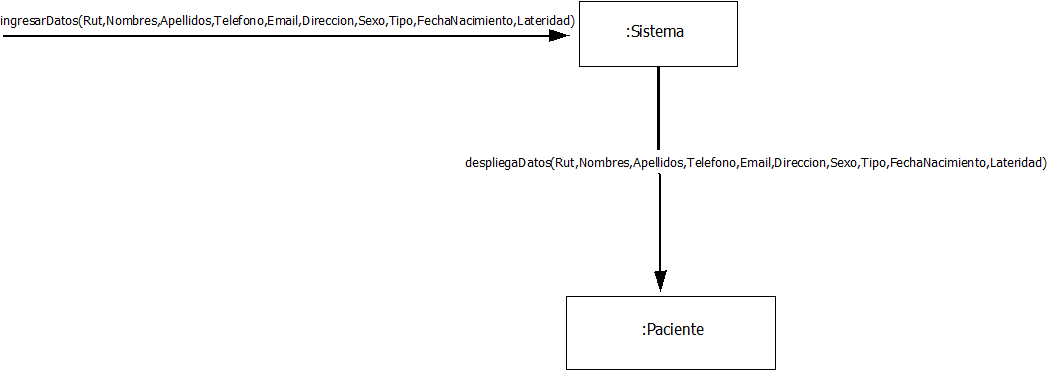 ingresarDatos(Rut,Nombres,Apellidos,Telefono,Email,Direccion,Sexo,Tipo,FechaNacimiento,Lateridad)
:Sistema
despliegaDatos(Rut,Nombres,Apellidos,Telefono,Email,Direccion,Sexo,Tipo,FechaNacimiento,Lateridad)
:Paciente